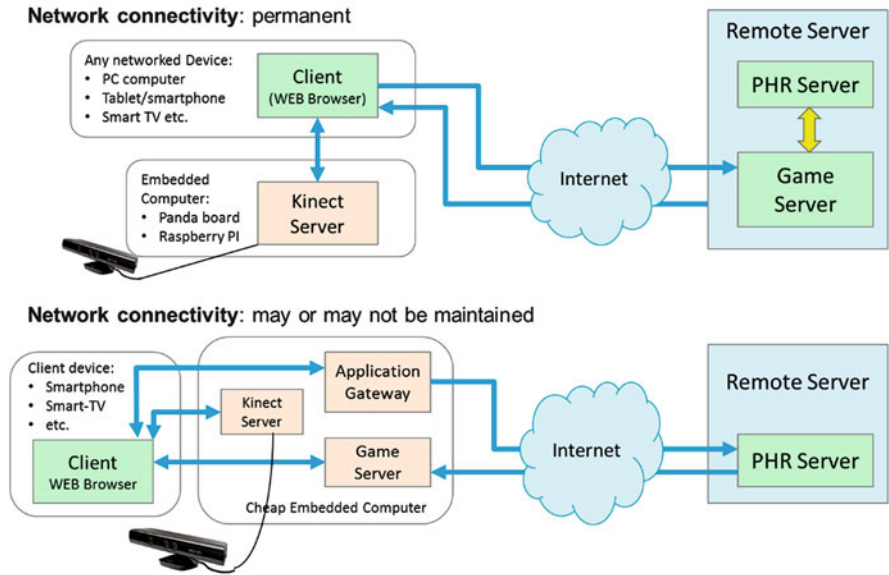 Network connectivity: permanent
Any networked Device:
• PC computer
• Tablet/smartphone
• Smart TV etc.
Client
(WEB Browser)
Embedded
Computer:
• Panda board
• Raspberry PI
Kinect
Server
Internet
Remote Server
PHR Server
Game
Server
Network connectivity: may or may not be maintained
Client device:
• Smartphone
• Smart-TV
• etc.
Client
WEB Browser
Kinect
Server
Application
Gateway
Game
Server
Cheap Embedded Computer
Internet
Remote Server
PHR Server